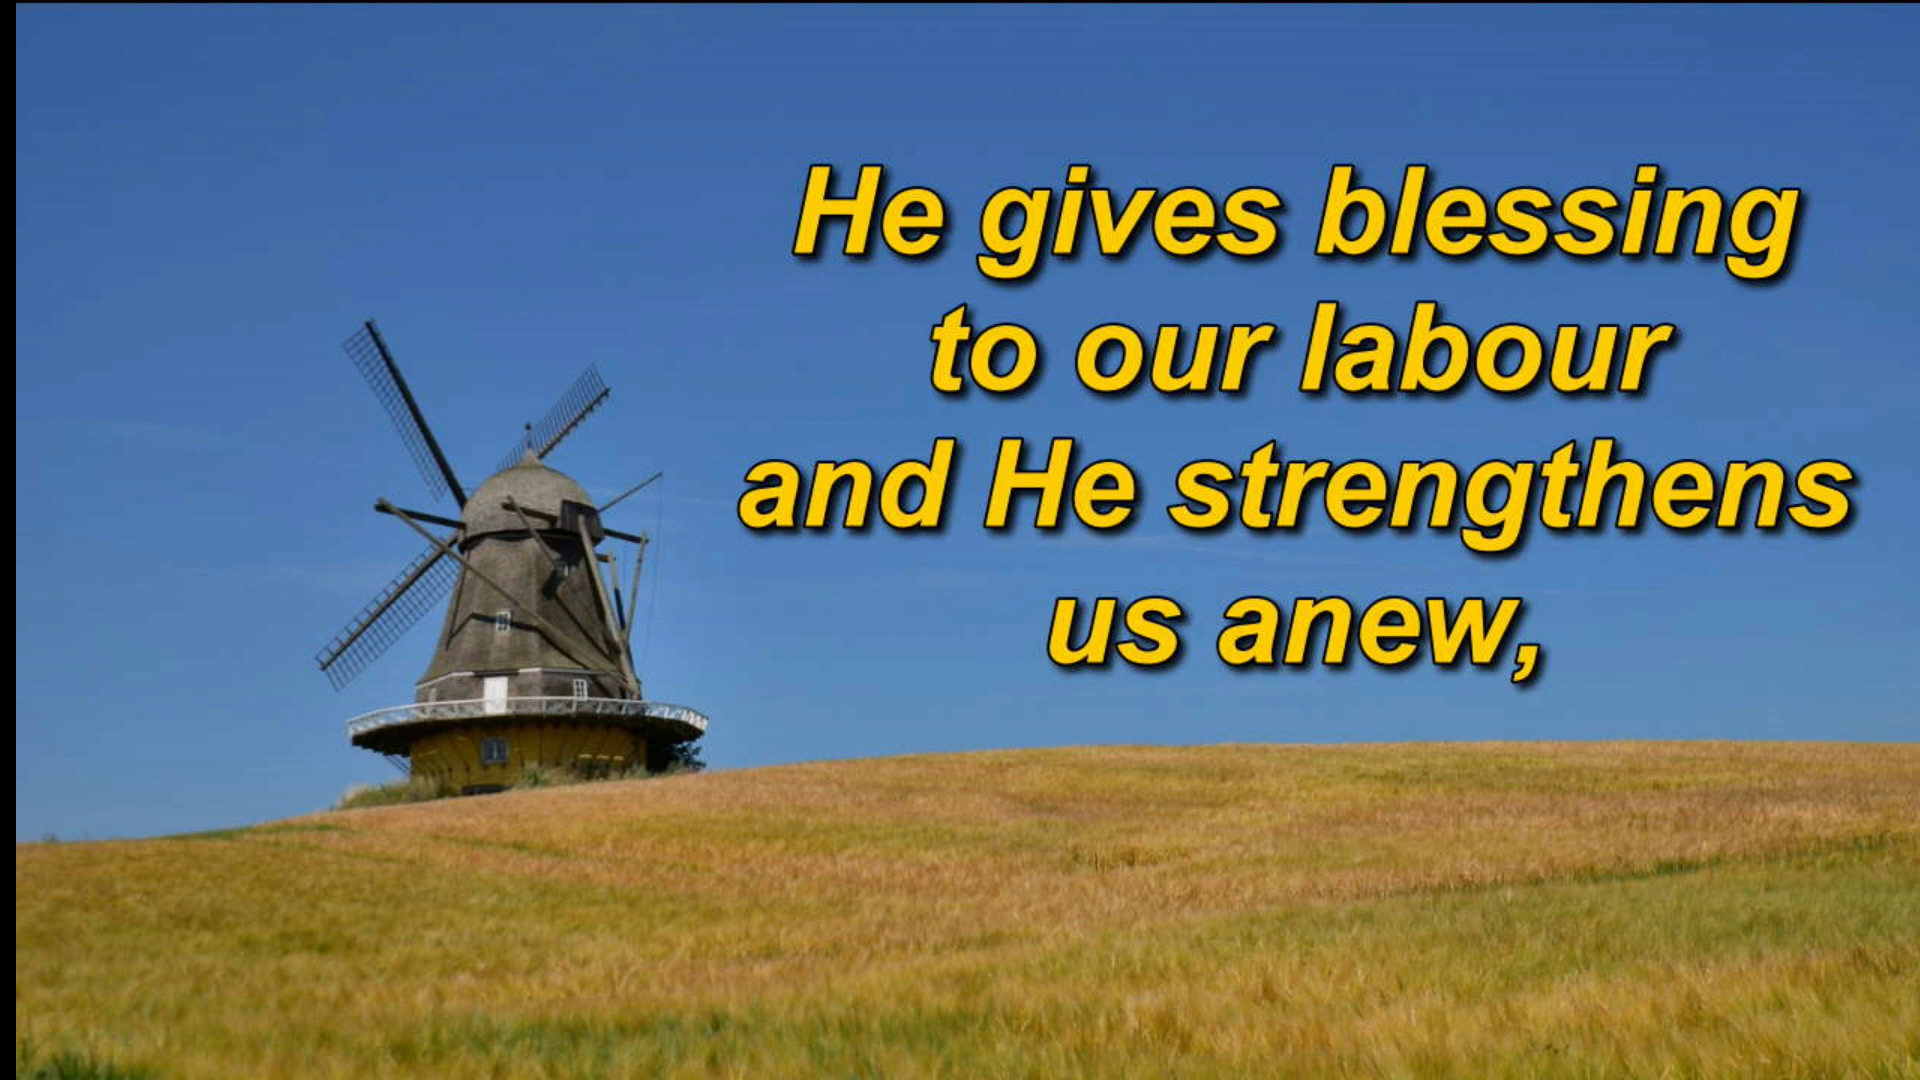 He gives blessing
to our labour
and He strengthens
us anew,